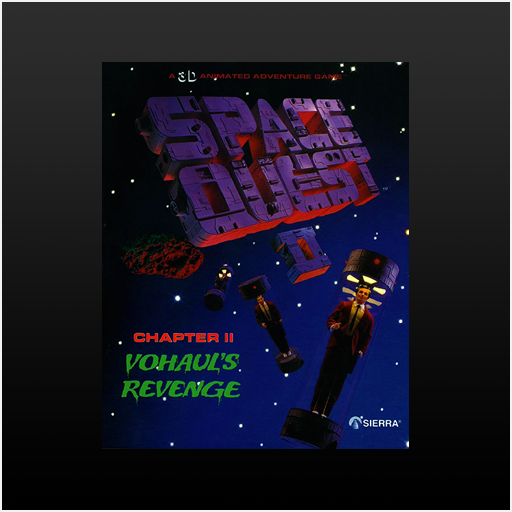 A 3D ANIMATED ADVENTURE GAME
SPACE
QUEST
II
CHAPTER II
VOHAUL'S
REVENGE
SIERRA®